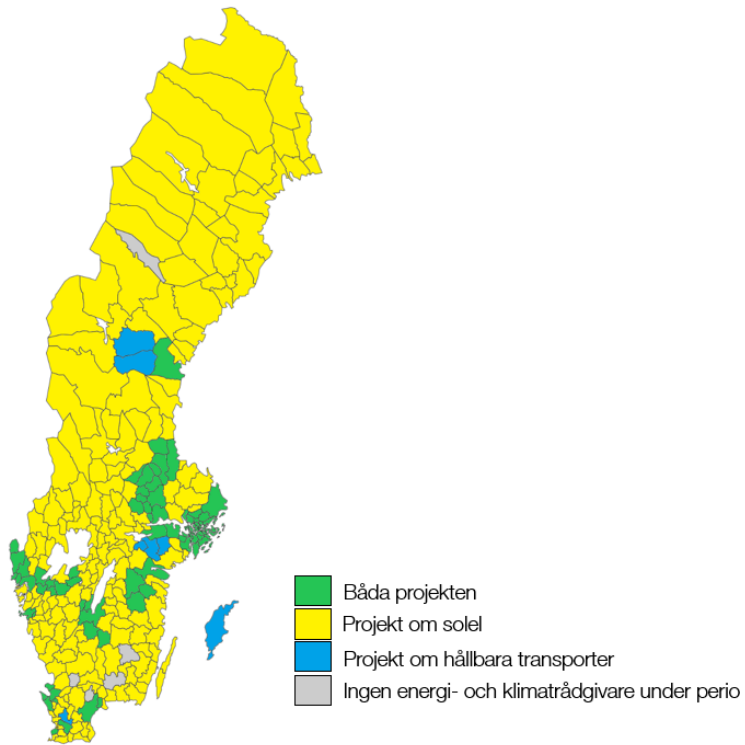 Båda projekten
Projekt om solel
Projekt om hållbara transporter
Ingen energi- och klimatrådgivare under perio